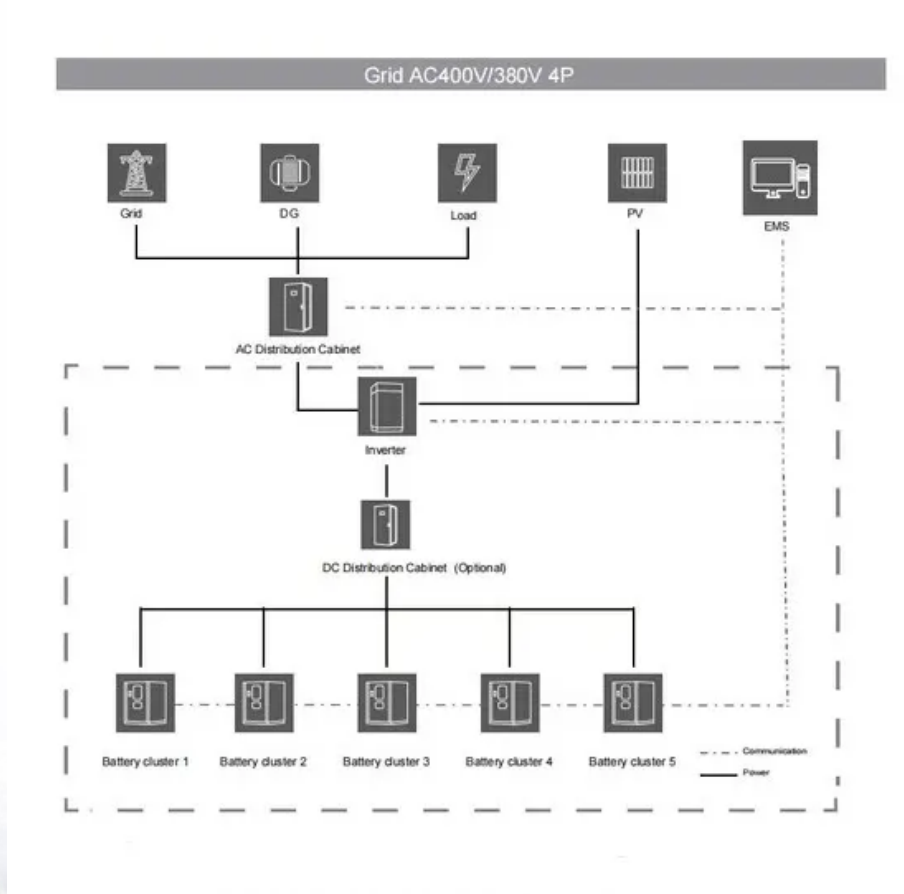 Grid AC400V/380V 4P
Grid
DG
Load
PV
EMS
AC Distribution Cabinet
Inverter
DC Distribution Cabinet (Optional)
Battery cluster 1
Battery cluster 2
Battery cluster 3
Battery cluster 4
Battery cluster 5
Communication
Power